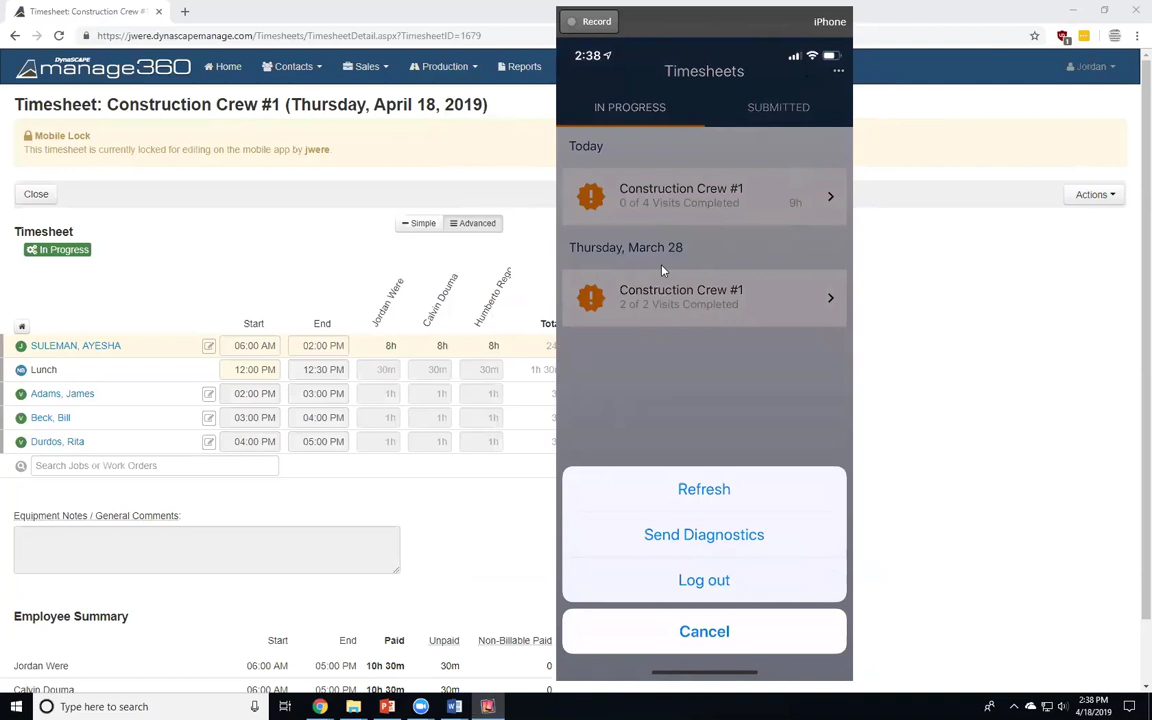 Timesheet: Construction Crew #1
https://jwere.dynascapemanage.com/Timesheets/TimesheetDetail.aspx?TimesheetID=1679
DynaSCAPE
manage360
Home
Contacts
Sales
Production
Reports
Jordan
Timesheet: Construction Crew #1 (Thursday, April 18, 2019)
Mobile Lock
This timesheet is currently locked for editing on the mobile app by jwere.
Close
Actions
Timesheet
Simple
Advanced
In Progress
Jordan Were
Calvin Douma
Start
End
SULEMAN, AYESHA
06:00 AM
02:00 PM
8h
8h
8h
Lunch
12:00 PM
12:30 PM
30m
30m
30m
1h 30
Adams, James
02:00 PM
03:00 PM
1h
1h
1h
Beck, Bill
03:00 PM
04:00 PM
1h
1h
1h
Durdos, Rita
04:00 PM
05:00 PM
1h
1h
1h
Search Jobs or Work Orders
Equipment Notes / General Comments:
Employee Summary
Start
End
Paid
Unpaid
Non-Billable Paid
Jordan Were
06:00 AM
05:00 PM
10h 30m
30m
0
Calvin Douma
06:00 AM
05:00 PM
10h 30m
30m
0
Record
iPhone
2:38
Timesheets
IN PROGRESS
SUBMITTED
Today
Construction Crew #1
0 of 4 Visits Completed
9h
Thursday, March 28
Construction Crew #1
2 of 2 Visits Completed
Refresh
Send Diagnostics
Log out
Cancel
Type here to search
2:38 PM
4/18/2019